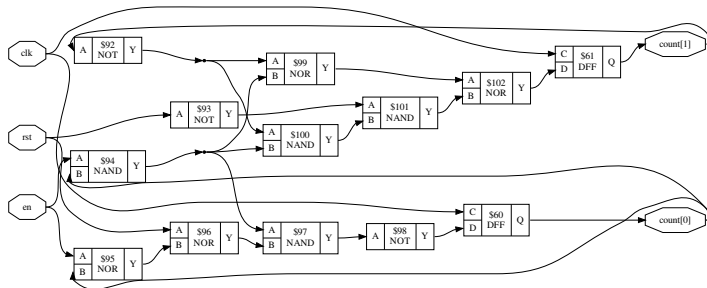 clk
rst
en
A $92 NOT Y
A $93 NOT Y
A B $94 NAND Y
A B $95 NOR Y
A B $96 NOR Y
A B $99 NOR Y
A B $100 NAND Y
A B $97 NAND Y
A B $101 NAND Y
A $98 NOT Y
A B $102 NOR Y
C D $60 DFF Q
C D $61 DFF Q
count[1]
count[0]